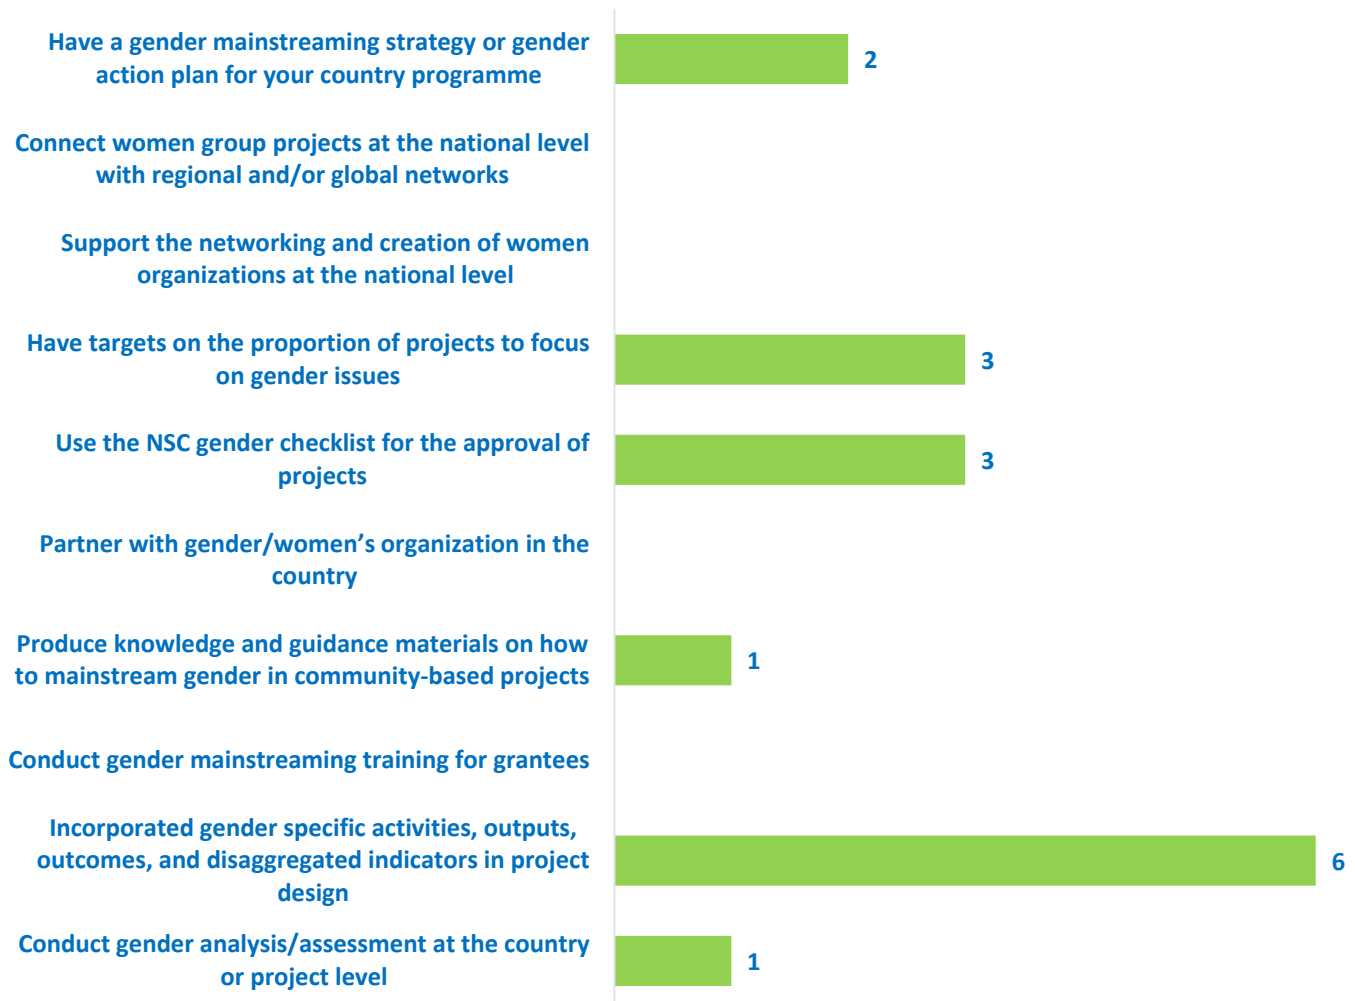 Have a gender mainstreaming strategy or gender
action plan for your country programme
2
Connect women group projects at the national level
with regional and/or global networks
Support the networking and creation of women
organizations at the national level
Have targets on the proportion of projects to focus
on gender issues
3
Use the NSC gender checklist for the approval of
projects
3
Partner with gender/women’s organization in the
country
Produce knowledge and guidance materials on how
to mainstream gender in community-based projects
1
Conduct gender mainstreaming training for grantees
Incorporated gender specific activities, outputs,
outcomes, and disaggregated indicators in project
design
6
Conduct gender analysis/assessment at the country
or project level
1